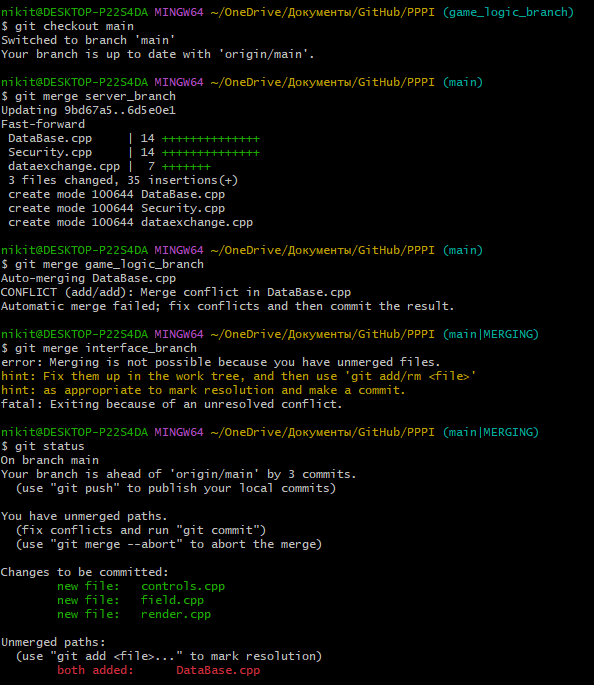 nikit@DESKTOP-P22S4DA MINGW64 ~/OneDrive/Документы/GitHub/PPPI (game_logic_branch)
$ git checkout main
Switched to branch 'main'
Your branch is up to date with 'origin/main'.
nikit@DESKTOP-P22S4DA MINGW64 ~/OneDrive/Документы/GitHub/PPPI (main)
$ git merge server_branch
Updating 9bd67a5..6d5e0e1
Fast-forward
 DataBase.cpp     | 14 ++++++++++++++
 Security.cpp     | 14 ++++++++++++++
 dataexchange.cpp |  7 +++++++
 3 files changed, 35 insertions(+)
 create mode 100644 DataBase.cpp
 create mode 100644 Security.cpp
 create mode 100644 dataexchange.cpp
nikit@DESKTOP-P22S4DA MINGW64 ~/OneDrive/Документы/GitHub/PPPI (main)
$ git merge game_logic_branch
Auto-merging DataBase.cpp
CONFLICT (add/add): Merge conflict in DataBase.cpp
Automatic merge failed; fix conflicts and then commit the result.
nikit@DESKTOP-P22S4DA MINGW64 ~/OneDrive/Документы/GitHub/PPPI (main|MERGING)
$ git merge interface_branch
error: Merging is not possible because you have unmerged files.
hint: Fix them up in the work tree, and then use 'git add/rm <file>'
hint: as appropriate to mark resolution and make a commit.
fatal: Exiting because of an unresolved conflict.
nikit@DESKTOP-P22S4DA MINGW64 ~/OneDrive/Документы/GitHub/PPPI (main|MERGING)
$ git status
On branch main
Your branch is ahead of 'origin/main' by 3 commits.
  (use "git push" to publish your local commits)
You have unmerged paths.
  (fix conflicts and run "git commit")
  (use "git merge --abort" to abort the merge)
Changes to be committed:
        new file:   controls.cpp
        new file:   field.cpp
        new file:   render.cpp
Unmerged paths:
  (use "git add <file>..." to mark resolution)
        both added:      DataBase.cpp